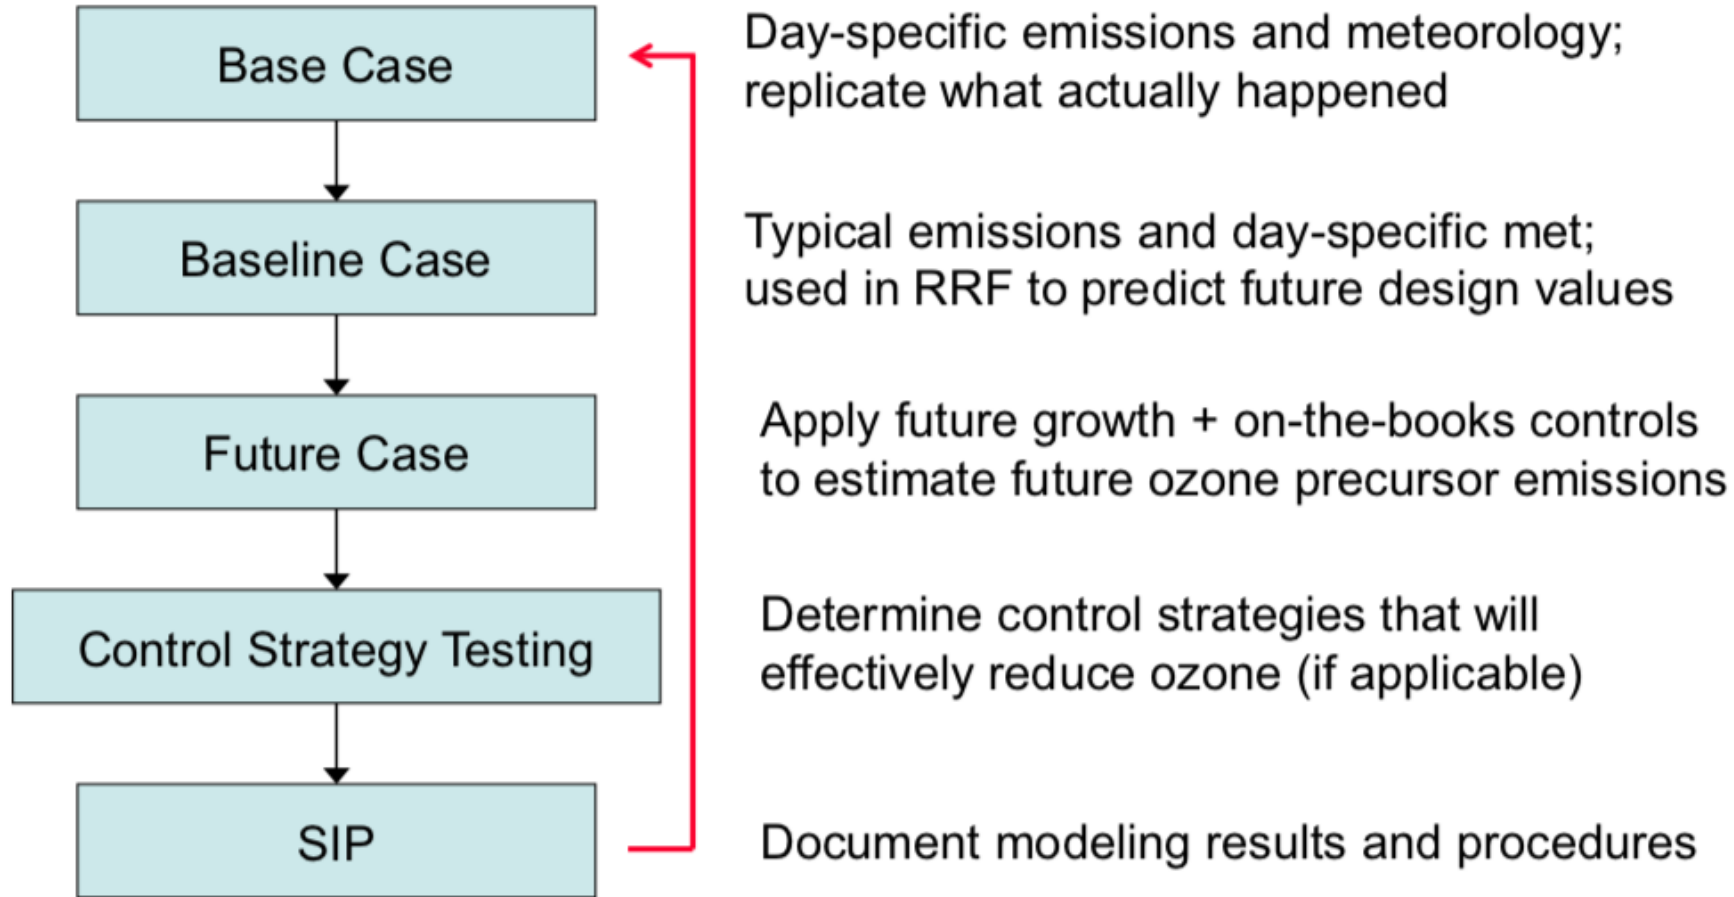 Base Case
Day-specific emissions and meteorology;
replicate what actually happened
Baseline Case
Typical emissions and day-specific met;
used in RRF to predict future design values
Future Case
Apply future growth + on-the-books controls
to estimate future ozone precursor emissions
Control Strategy Testing
Determine control strategies that will
effectively reduce ozone (if applicable)
SIP
Document modeling results and procedures